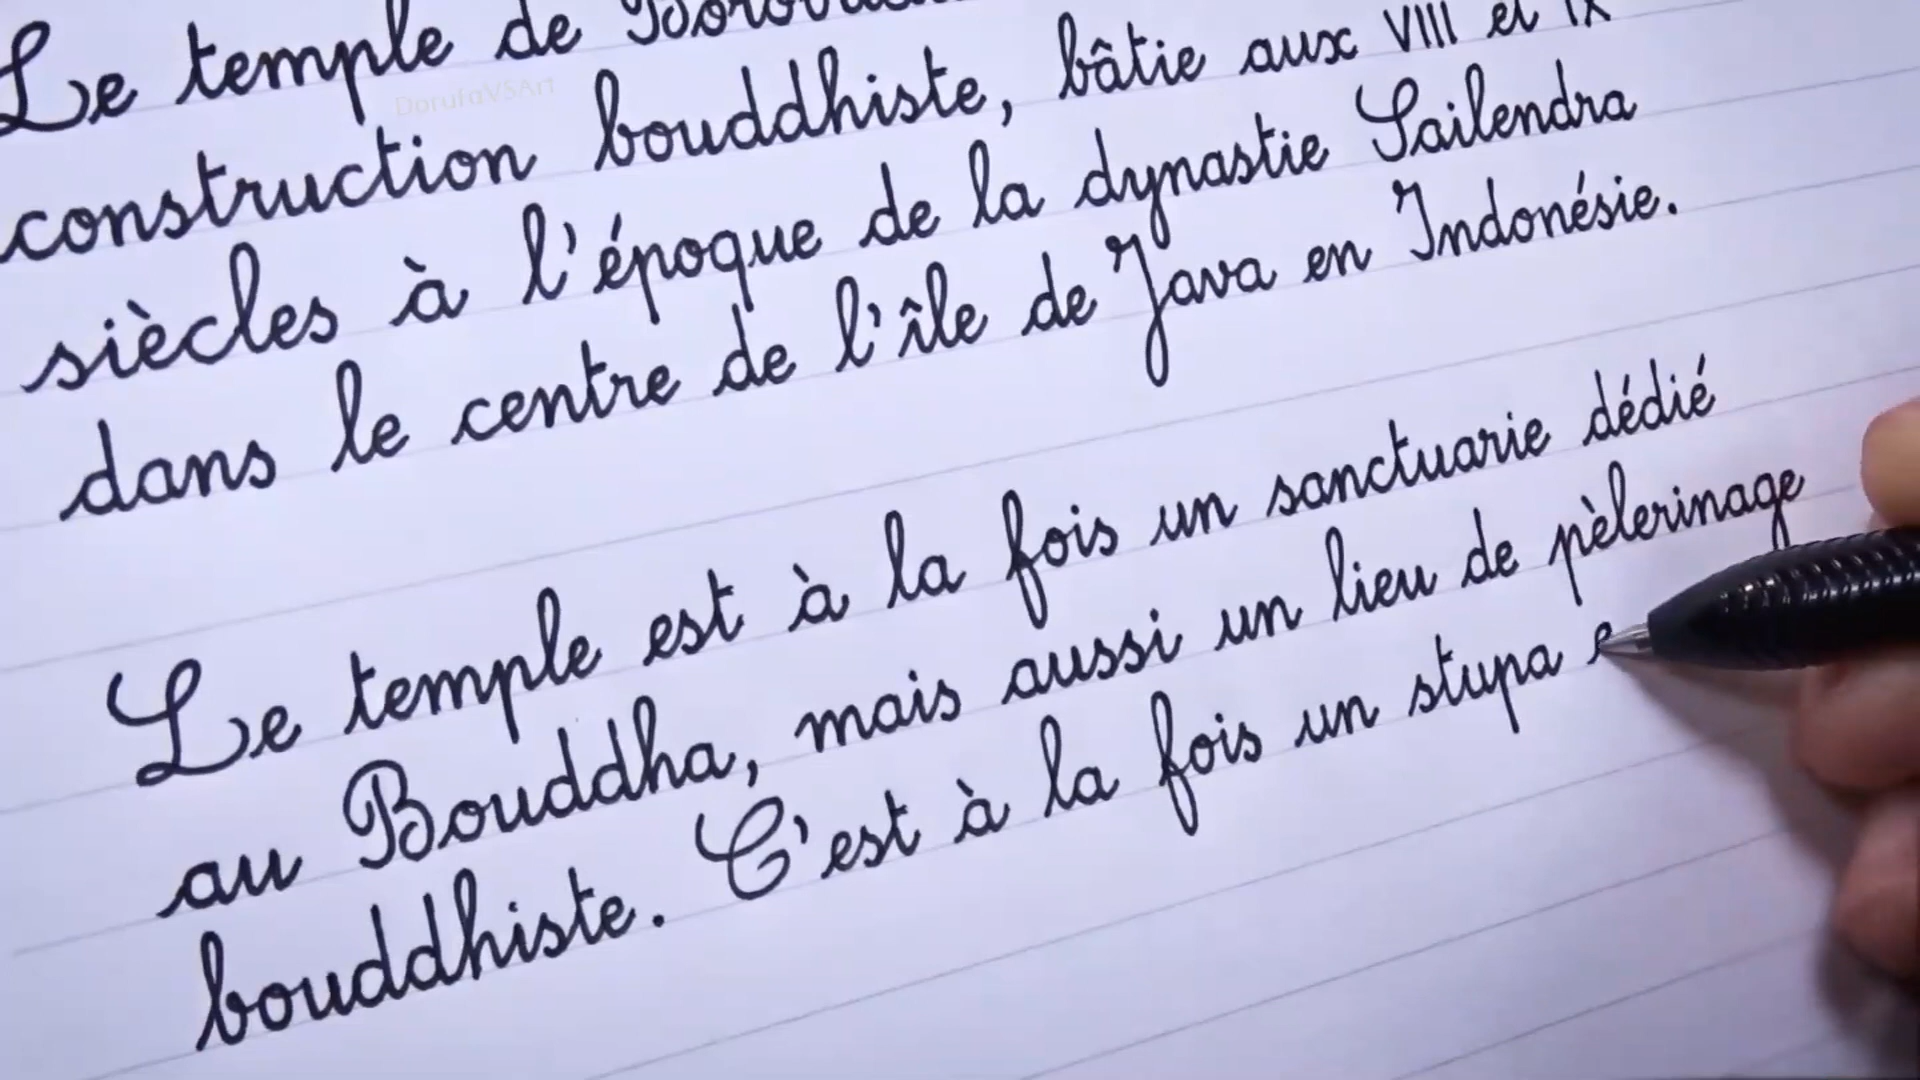 Le temple de
construction bouddhiste, bâtie aux VIII et IX
siècles à l'époque de la dynastie Sailendra
dans le centre de l'île de Java en Indonésie.
Le temple est à la fois un sanctuarie dédié
au Bouddha, mais aussi un lieu de pèlerinage
bouddhiste. C'est à la fois un stupa e
DorufaVSArt